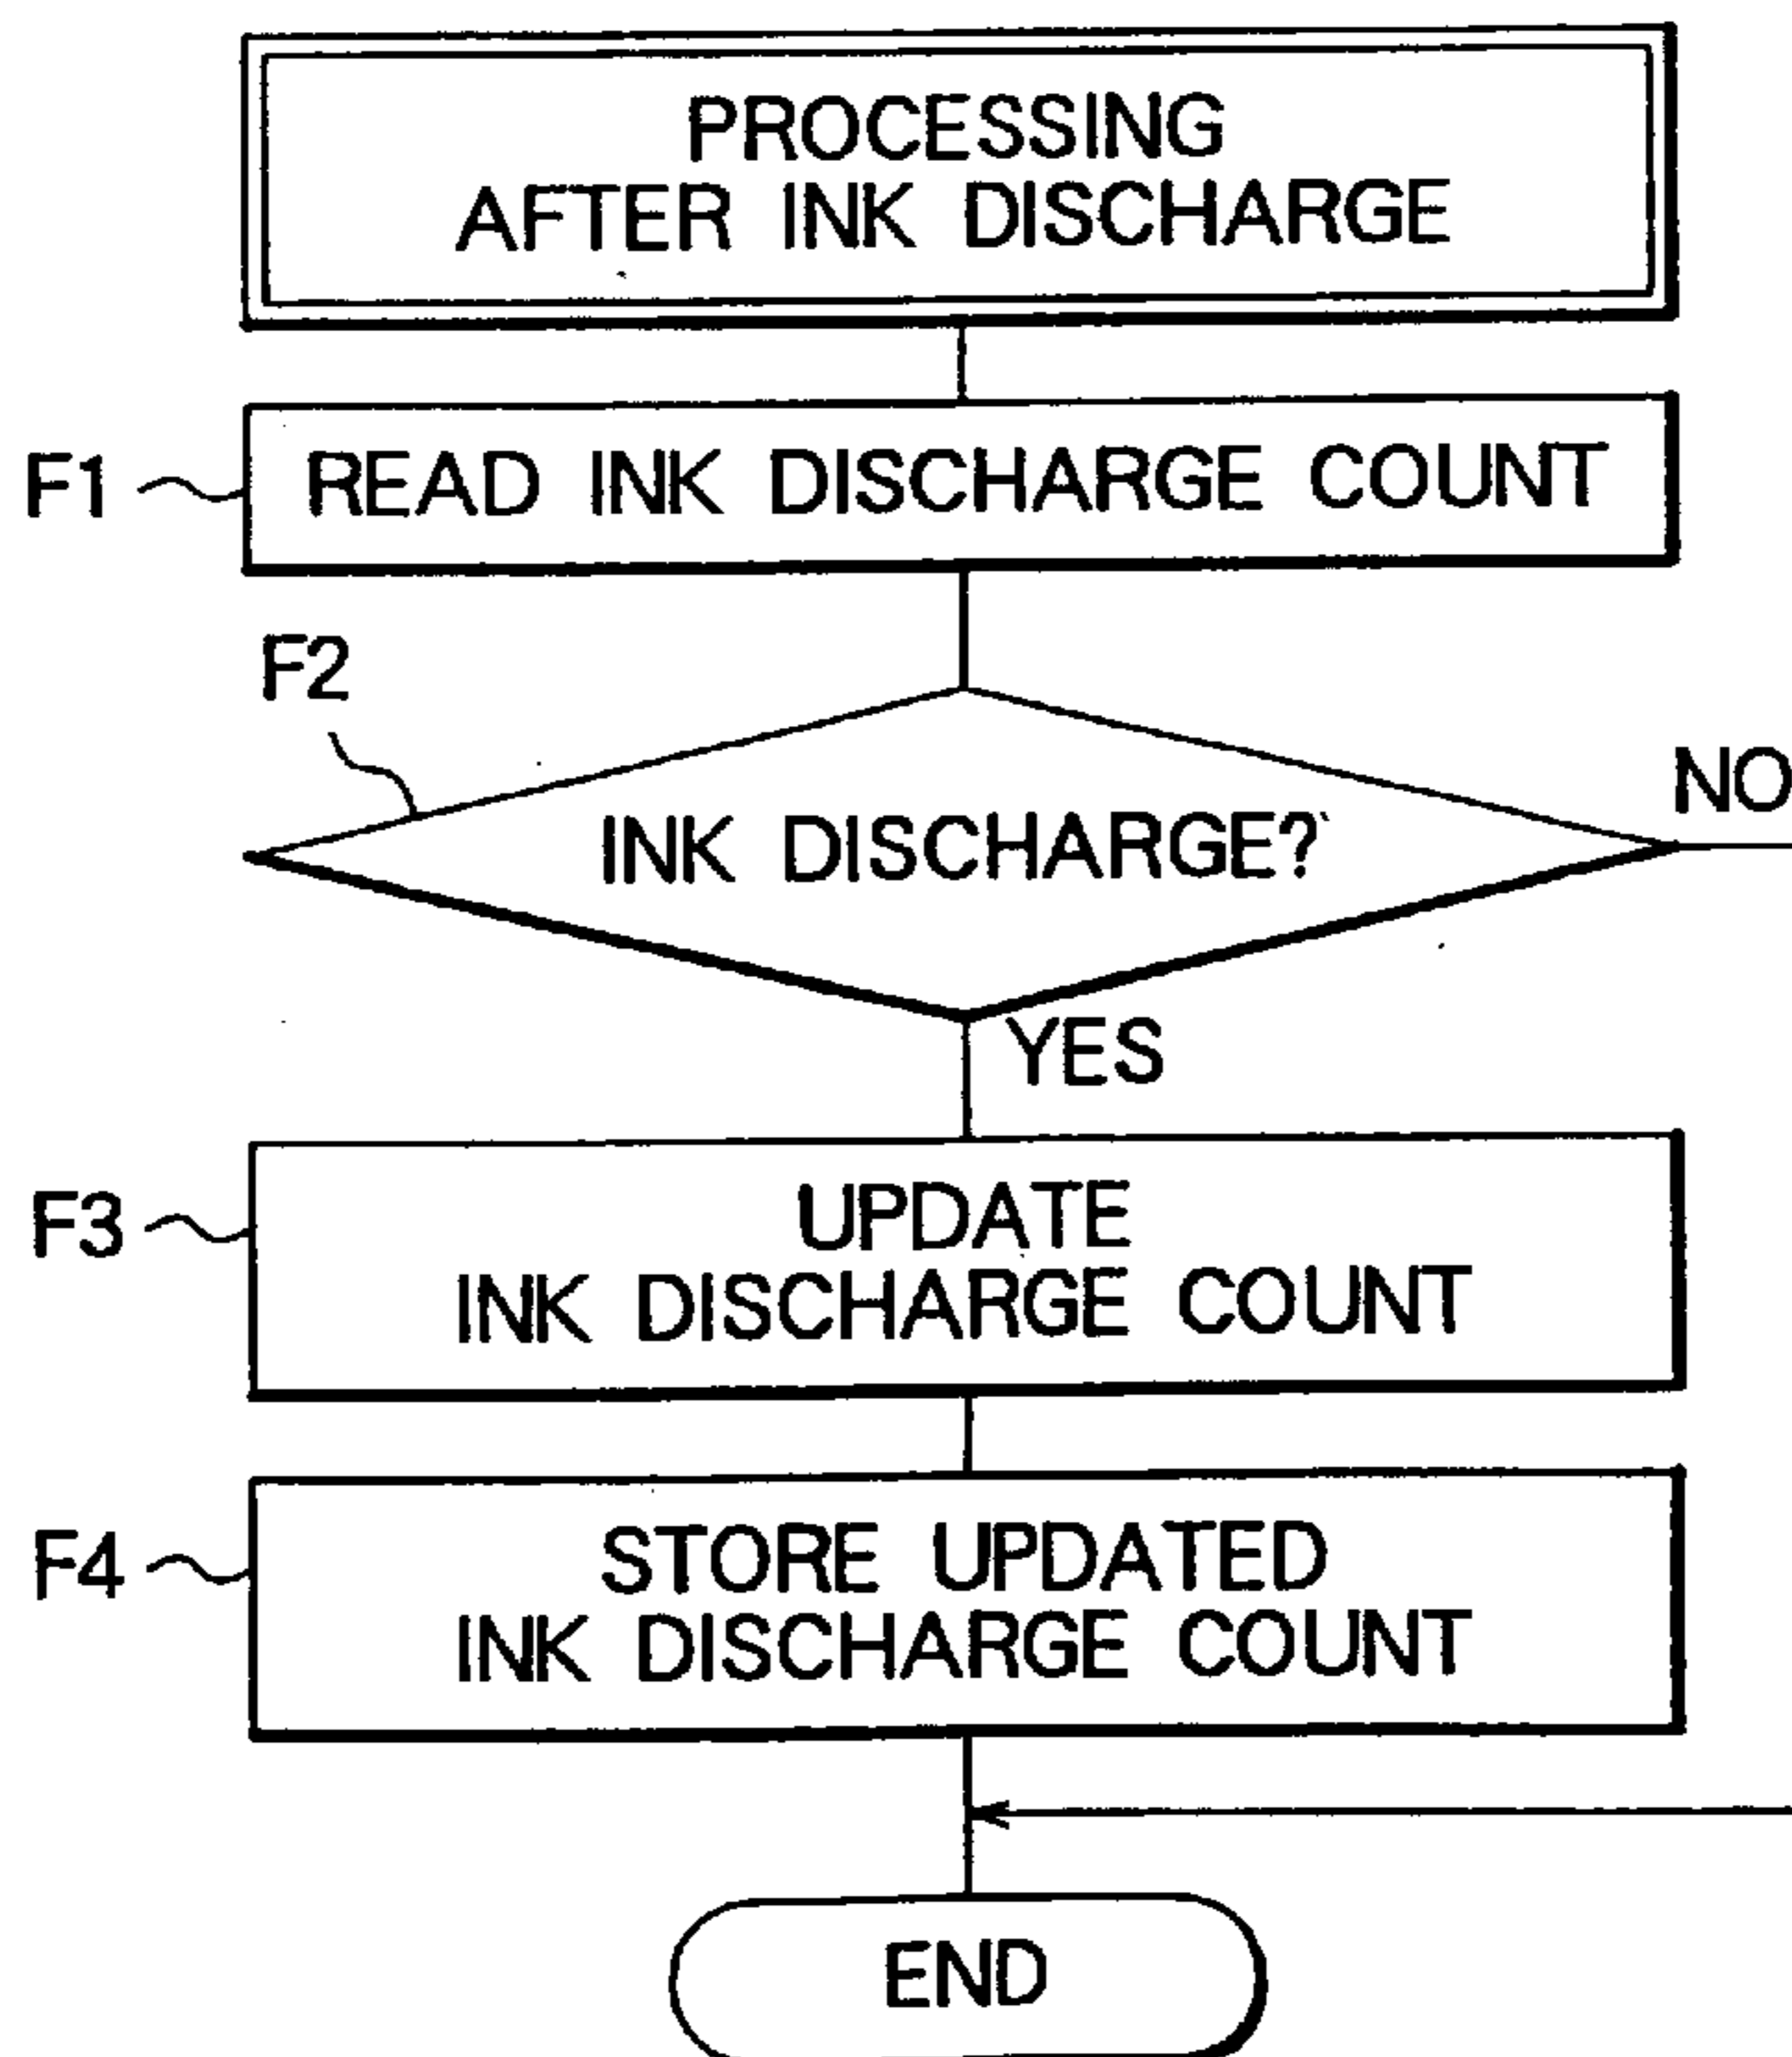 PROCESSING
AFTER INK DISCHARGE
F1
READ INK DISCHARGE COUNT
F2
INK DISCHARGE?
NO
YES
F3
UPDATE
INK DISCHARGE COUNT
F4
STORE UPDATED
INK DISCHARGE COUNT
END